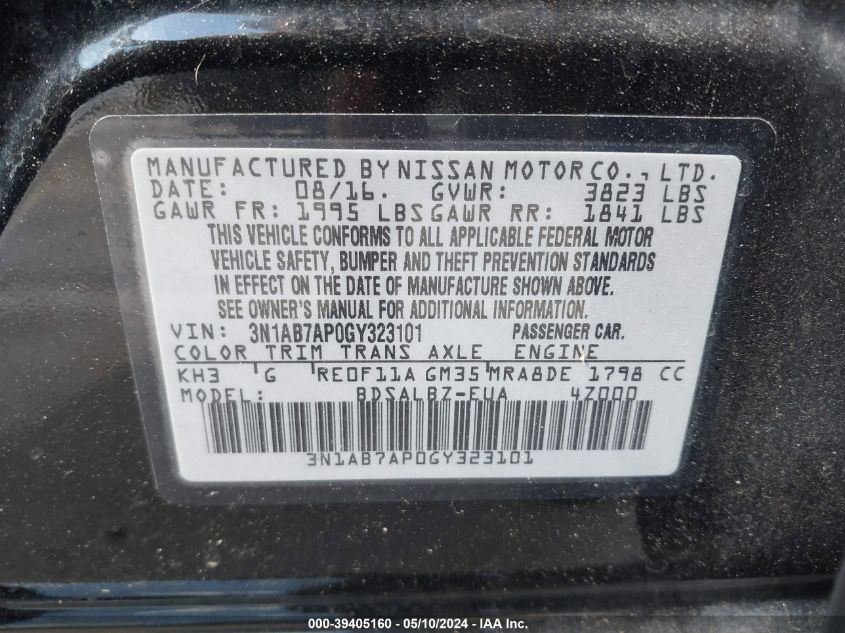 MANUFACTURED BY NISSAN MOTOR CO., LTD.
DATE: 08/16. GVWR: 3823 LBS
GAWR FR: 1995 LBS GAWR RR: 1841 LBS
THIS VEHICLE CONFORMS TO ALL APPLICABLE FEDERAL MOTOR
VEHICLE SAFETY, BUMPER AND THEFT PREVENTION STANDARDS
IN EFFECT ON THE DATE OF MANUFACTURE SHOWN ABOVE.
SEE OWNER'S MANUAL FOR ADDITIONAL INFORMATION.
VIN: 3N1AB7AP0GY323101 PASSENGER CAR.
COLOR TRIM TRANS AXLE ENGINE
KH3 G RE0F11A GM35 MRA8DE 1798 CC
MODEL: BDSALBZ-EUA 4Z000
3N1AB7AP0GY323101
000-39405160 - 05/10/2024 - IAA Inc.